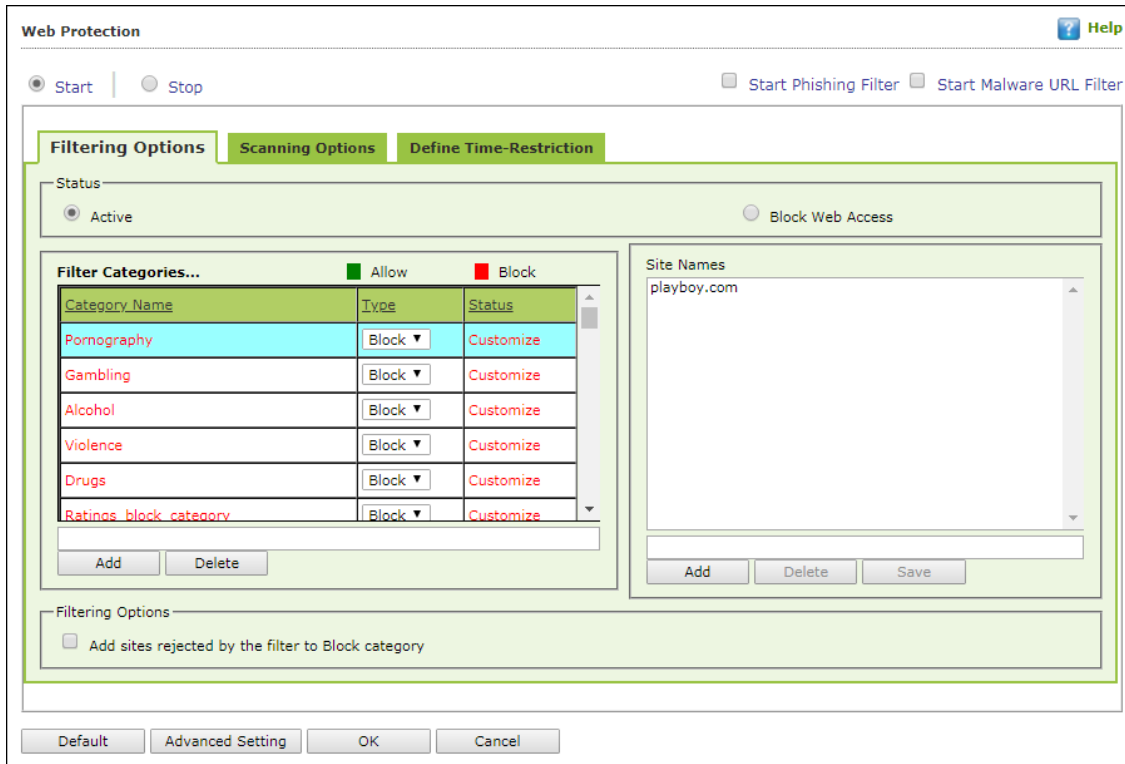 Web Protection
? Help
Start | Stop
Start Phishing Filter Start Malware URL Filter
Filtering Options Scanning Options Define Time-Restriction
Status
Active Block Web Access
Filter Categories... Allow Block
Category Name Type Status
Pornography Block ▼ Customize
Gambling Block ▼ Customize
Alcohol Block ▼ Customize
Violence Block ▼ Customize
Drugs Block ▼ Customize
Ratings_block_category Block ▼ Customize
Add Delete
Site Names
playboy.com
Add Delete Save
Filtering Options
Add sites rejected by the filter to Block category
Default Advanced Setting OK Cancel